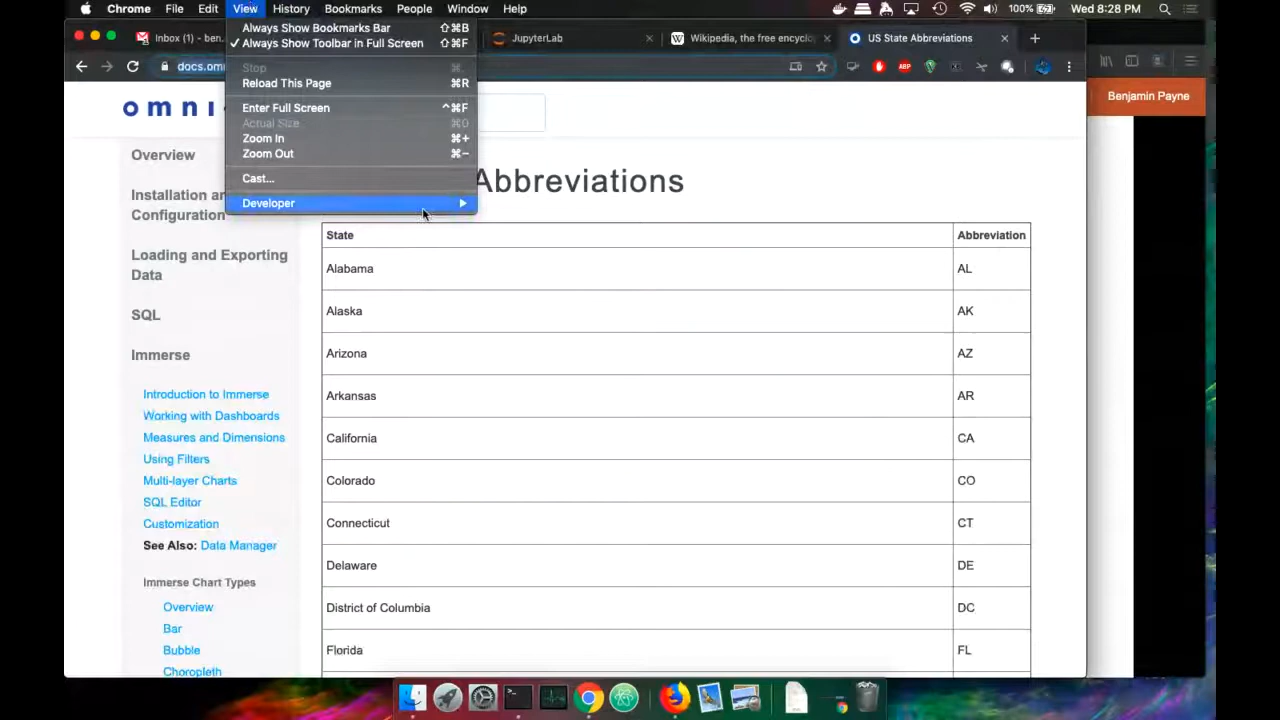 Chrome File Edit View History Bookmarks People Window Help 100% Wed 8:28 PM
Inbox (1) - ben. JupyterLab Wikipedia, the free encyclo US State Abbreviations
docs.omn
Benjamin Payne
Always Show Bookmarks Bar ⇧⌘B
✓ Always Show Toolbar in Full Screen ⇧⌘F
Stop ⌘.
Reload This Page ⌘R
Enter Full Screen ^⌘F
Actual Size ⌘0
Zoom In ⌘+
Zoom Out ⌘−
Cast...
Developer
omni
Overview
Installation an
Configuration
Loading and Exporting
Data
SQL
Immerse
Introduction to Immerse
Working with Dashboards
Measures and Dimensions
Using Filters
Multi-layer Charts
SQL Editor
Customization
See Also: Data Manager
Immerse Chart Types
Overview
Bar
Bubble
Choropleth
Abbreviations
State Abbreviation
Alabama AL
Alaska AK
Arizona AZ
Arkansas AR
California CA
Colorado CO
Connecticut CT
Delaware DE
District of Columbia DC
Florida FL